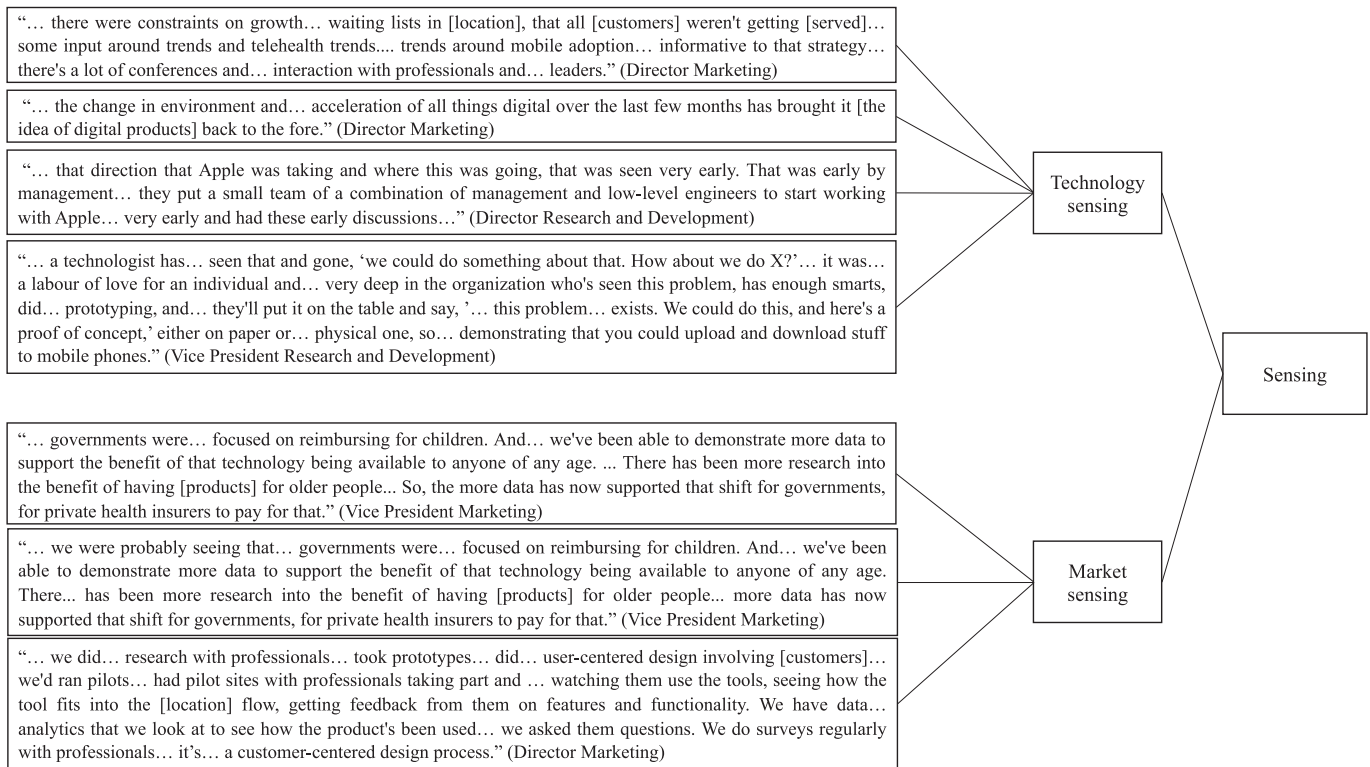 “… there were constraints on growth… waiting lists in [location], that all [customers] weren't getting [served]…
some input around trends and telehealth trends.... trends around mobile adoption… informative to that strategy…
there's a lot of conferences and… interaction with professionals and… leaders.” (Director Marketing)
“… the change in environment and… acceleration of all things digital over the last few months has brought it [the
idea of digital products] back to the fore.” (Director Marketing)
“… that direction that Apple was taking and where this was going, that was seen very early. That was early by
management… they put a small team of a combination of management and low-level engineers to start working
with Apple… very early and had these early discussions…” (Director Research and Development)
“… a technologist has… seen that and gone, ‘we could do something about that. How about we do X?’… it was…
a labour of love for an individual and… very deep in the organization who's seen this problem, has enough smarts,
did… prototyping, and… they'll put it on the table and say, ’… this problem… exists. We could do this, and here's a
proof of concept,’ either on paper or… physical one, so… demonstrating that you could upload and download stuff
to mobile phones.” (Vice President Research and Development)
Technology
sensing
Sensing
“… governments were… focused on reimbursing for children. And… we've been able to demonstrate more data to
support the benefit of that technology being available to anyone of any age. ... There has been more research into
the benefit of having [products] for older people... So, the more data has now supported that shift for governments,
for private health insurers to pay for that.” (Vice President Marketing)
“… we were probably seeing that… governments were… focused on reimbursing for children. And… we've been
able to demonstrate more data to support the benefit of that technology being available to anyone of any age.
There... has been more research into the benefit of having [products] for older people... more data has now
supported that shift for governments, for private health insurers to pay for that.” (Vice President Marketing)
“… we did… research with professionals… took prototypes… did… user-centered design involving [customers]…
we'd ran pilots… had pilot sites with professionals taking part and … watching them use the tools, seeing how the
tool fits into the [location] flow, getting feedback from them on features and functionality. We have data…
analytics that we look at to see how the product's been used… we asked them questions. We do surveys regularly
with professionals… it's… a customer-centered design process.” (Director Marketing)
Market
sensing